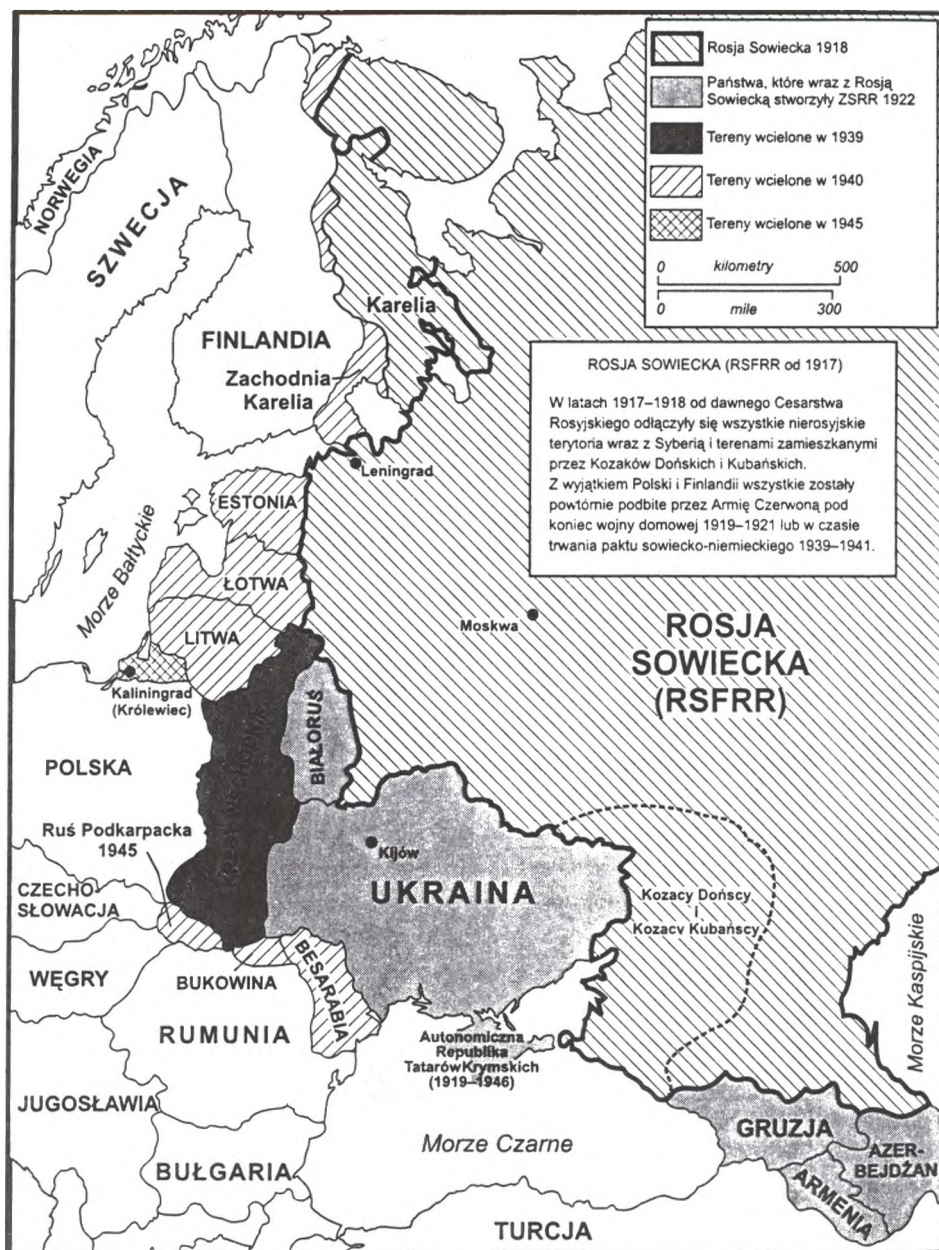 Rosja Sowiecka 1918
Państwa, które wraz z Rosją
Sowiecką stworzyły ZSRR 1922
Tereny wcielone w 1939
Tereny wcielone w 1940
Tereny wcielone w 1945
0 kilometry 500
0 mile 300
ROSJA SOWIECKA (RSFRR od 1917)
W latach 1917–1918 od dawnego Cesarstwa
Rosyjskiego odłączyły się wszystkie nierosyjskie
terytoria wraz z Syberią i terenami zamieszkanymi
przez Kozaków Dońskich i Kubańskich.
Z wyjątkiem Polski i Finlandii wszystkie zostały
powtórnie podbite przez Armię Czerwoną pod
koniec wojny domowej 1919–1921 lub w czasie
trwania paktu sowiecko-niemieckiego 1939–1941.
NORWEGIA
SZWECJA
FINLANDIA
Karelia
Zachodnia
Karelia
Leningrad
ESTONIA
Morze Bałtyckie
ŁOTWA
LITWA
Moskwa
ROSJA
SOWIECKA
(RSFRR)
Kaliningrad
(Królewiec)
BIAŁORUŚ
POLSKA
Ruś Podkarpacka
1945
Kijów
UKRAINA
CZECHO-
SŁOWACJA
Kozacy Dońscy
i
Kozacy Kubańscy
WĘGRY
BUKOWINA
BESARABIA
RUMUNIA
Autonomiczna
Republika
Tatarów Krymskich
(1919–1946)
Morze Kaspijskie
JUGOSŁAWIA
Morze Czarne
BUŁGARIA
GRUZJA
AZER-
BEJDŻAN
ARMENIA
TURCJA